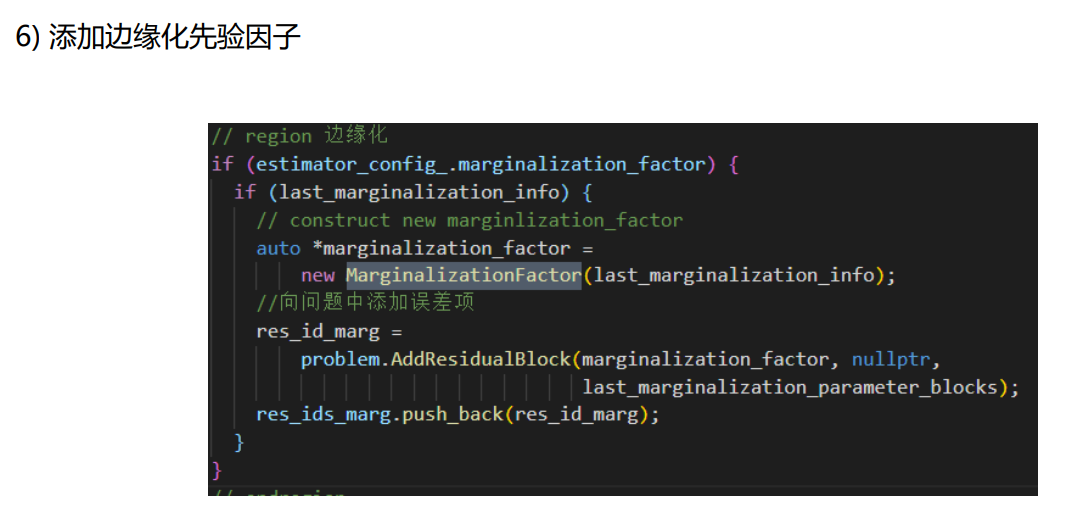 6) 添加边缘化先验因子
// region 边缘化
if (estimator_config_.marginalization_factor) {
if (last_marginalization_info) {
// construct new marginlization_factor
auto *marginalization_factor =
new MarginalizationFactor(last_marginalization_info);
//向问题中添加误差项
res_id_marg =
problem.AddResidualBlock(marginalization_factor, nullptr,
last_marginalization_parameter_blocks);
res_ids_marg.push_back(res_id_marg);
}
}